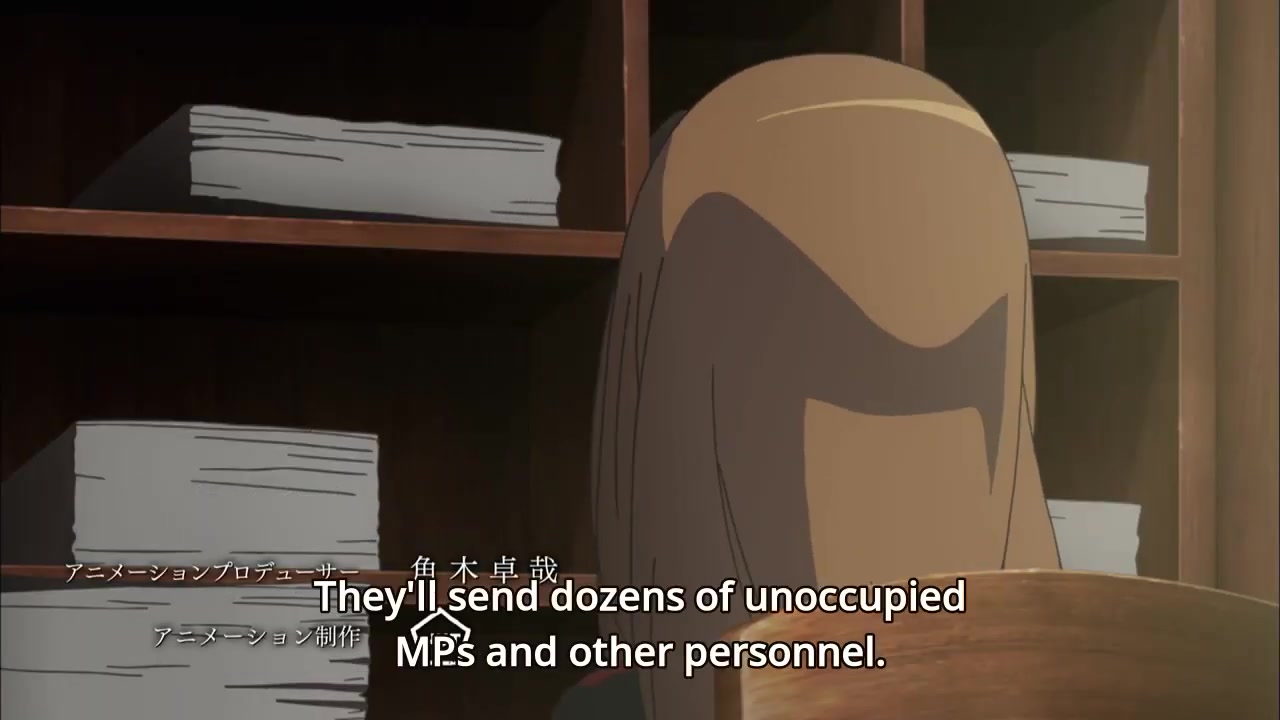 アニメーションプロデューサー 角木卓哉
アニメーション制作
They'll send dozens of unoccupied
MPs and other personnel.